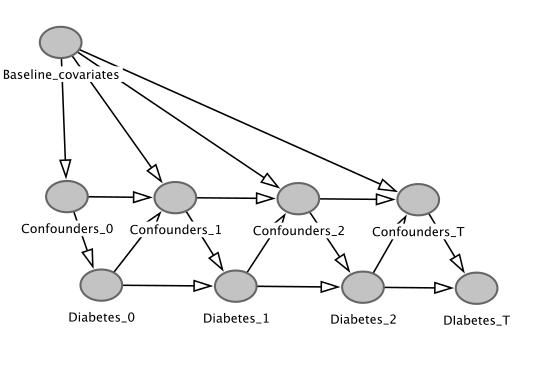 Baseline_covariates
Confounders_0
Confounders_1
Confounders_2
Confounders_T
Diabetes_0
Diabetes_1
Diabetes_2
DIabetes_T